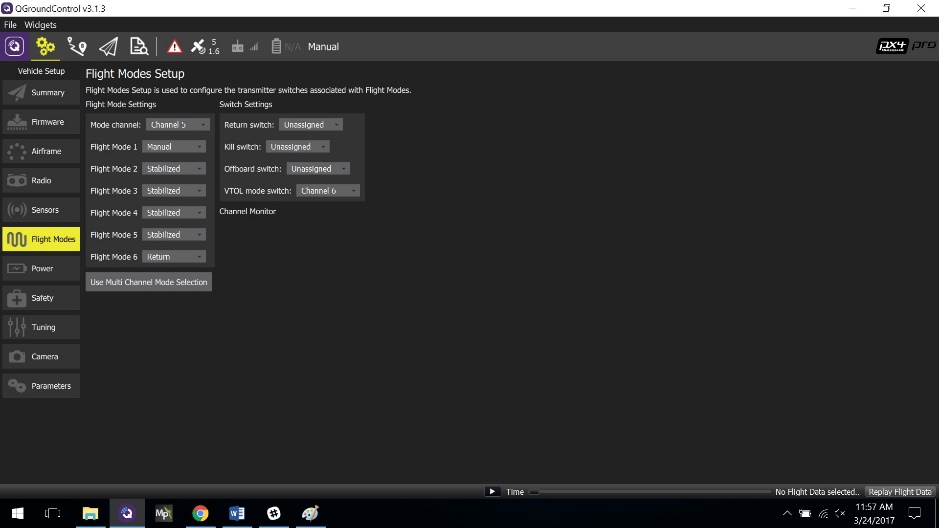 QGroundControl v3.1.3
File Widgets
5
1.6
N/A Manual
px4 pro
Vehicle Setup
Summary
Firmware
Airframe
Radio
Sensors
Flight Modes
Power
Safety
Tuning
Camera
Parameters
Flight Modes Setup
Flight Modes Setup is used to configure the transmitter switches associated with Flight Modes.
Flight Mode Settings
Mode channel: Channel 5
Flight Mode 1 Manual
Flight Mode 2 Stabilized
Flight Mode 3 Stabilized
Flight Mode 4 Stabilized
Flight Mode 5 Stabilized
Flight Mode 6 Return
Use Multi Channel Mode Selection
Switch Settings
Return switch: Unassigned
Kill switch: Unassigned
Offboard switch: Unassigned
VTOL mode switch: Channel 6
Channel Monitor
Time
No Flight Data selected..
Replay Flight Data
11:57 AM
3/24/2017